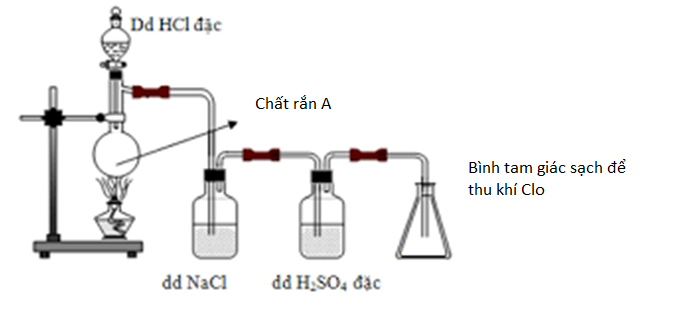 Dd HCl đặc
Chất rắn A
Bình tam giác sạch để
thu khí Clo
dd NaCl
dd H₂SO₄ đặc